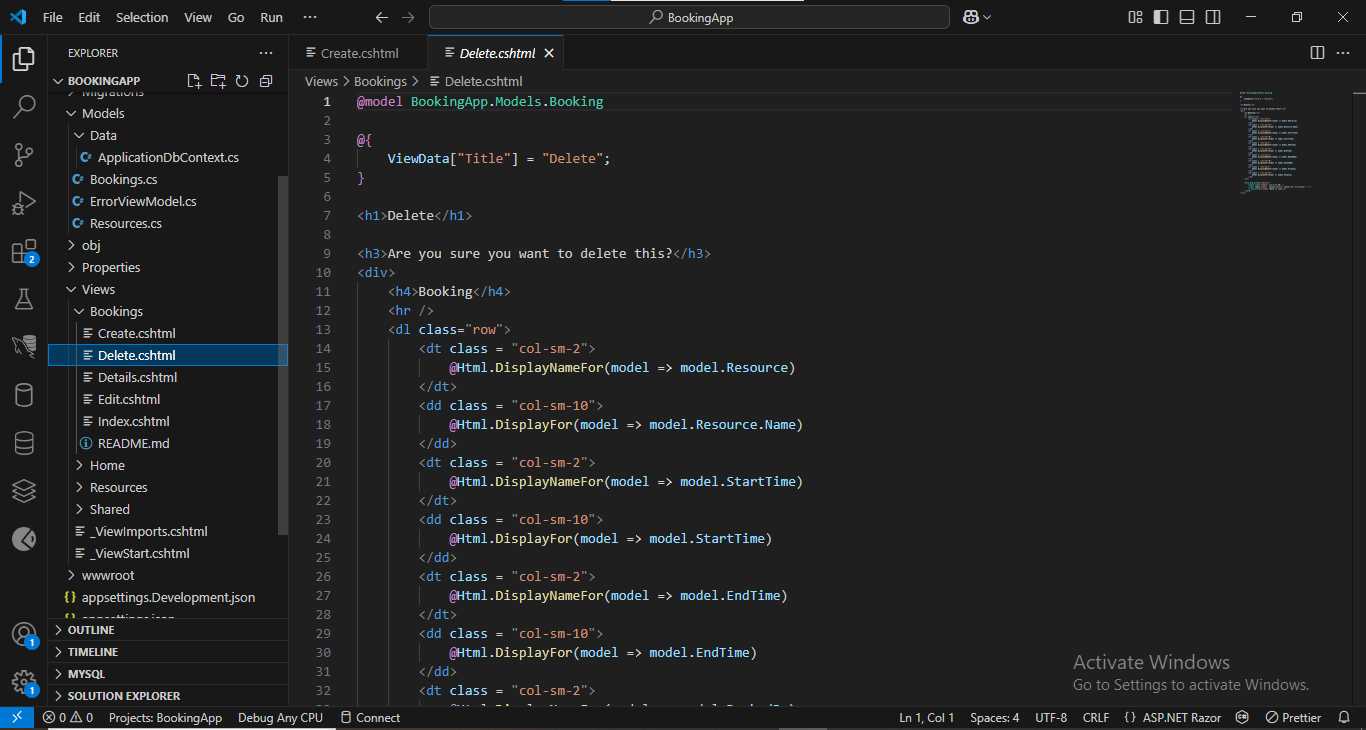 File Edit Selection View Go Run ··· BookingApp
EXPLORER ···
BOOKINGAPP
Migrations
Models
Data
ApplicationDbContext.cs
Bookings.cs
ErrorViewModel.cs
Resources.cs
obj
Properties
Views
Bookings
Create.cshtml
Delete.cshtml
Details.cshtml
Edit.cshtml
Index.cshtml
README.md
Home
Resources
Shared
_ViewImports.cshtml
_ViewStart.cshtml
wwwroot
{} appsettings.Development.json
{} appsettings.json
OUTLINE
TIMELINE
MYSQL
SOLUTION EXPLORER
2
1
1
Create.cshtml Delete.cshtml
Views > Bookings > Delete.cshtml
1 @model BookingApp.Models.Booking
2
3 @{
4 ViewData["Title"] = "Delete";
5 }
6
7 <h1>Delete</h1>
8
9 <h3>Are you sure you want to delete this?</h3>
10 <div>
11 <h4>Booking</h4>
12 <hr />
13 <dl class="row">
14 <dt class = "col-sm-2">
15 @Html.DisplayNameFor(model => model.Resource)
16 </dt>
17 <dd class = "col-sm-10">
18 @Html.DisplayFor(model => model.Resource.Name)
19 </dd>
20 <dt class = "col-sm-2">
21 @Html.DisplayNameFor(model => model.StartTime)
22 </dt>
23 <dd class = "col-sm-10">
24 @Html.DisplayFor(model => model.StartTime)
25 </dd>
26 <dt class = "col-sm-2">
27 @Html.DisplayNameFor(model => model.EndTime)
28 </dt>
29 <dd class = "col-sm-10">
30 @Html.DisplayFor(model => model.EndTime)
31 </dd>
32 <dt class = "col-sm-2">
Activate Windows
Go to Settings to activate Windows.
0 0 Projects: BookingApp Debug Any CPU Connect Ln 1, Col 1 Spaces: 4 UTF-8 CRLF {} ASP.NET Razor Prettier